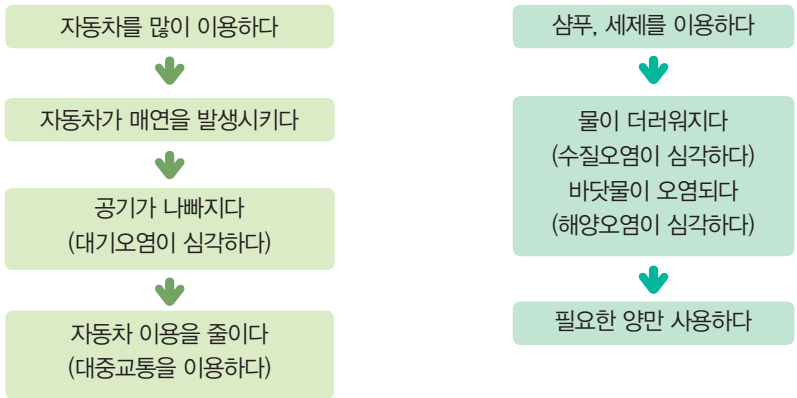 자동차를 많이 이용하다
자동차가 매연을 발생시키다
공기가 나빠지다
(대기오염이 심각하다)
자동차 이용을 줄이다
(대중교통을 이용하다)
샴푸, 세제를 이용하다
물이 더러워지다
(수질오염이 심각하다)
바닷물이 오염되다
(해양오염이 심각하다)
필요한 양만 사용하다